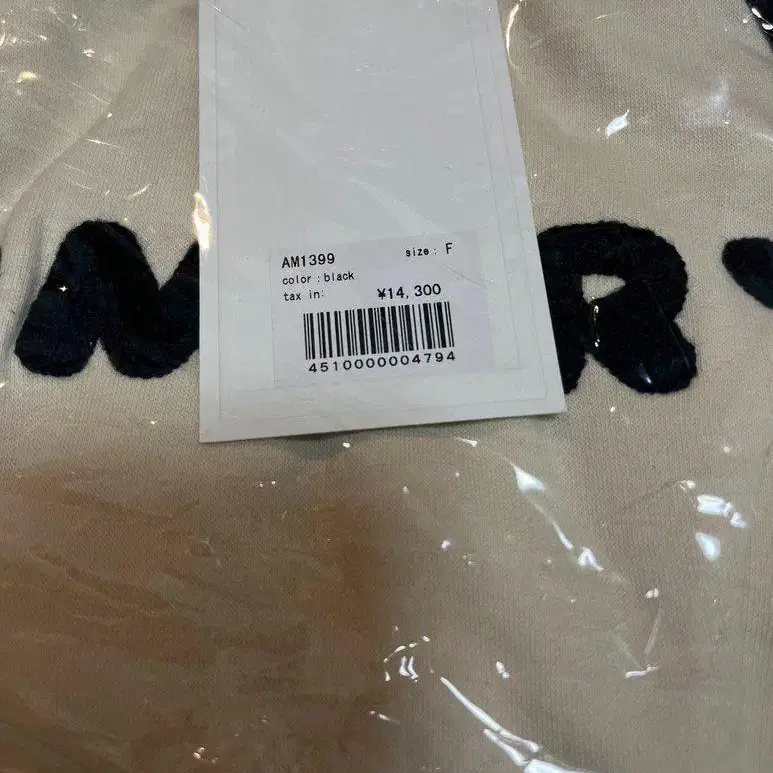 AM1399 size : F
color : black
tax in: ¥14,300
4510000004794